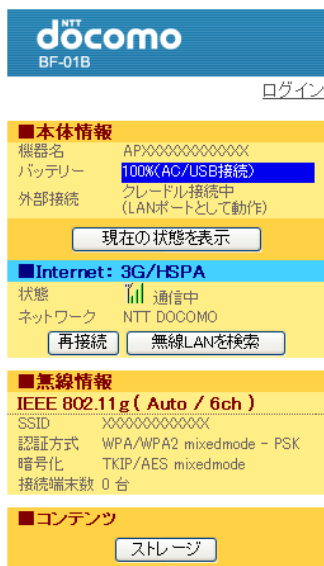 NTT
döcomo
BF-01B
ログイン
■本体情報
機器名 APXXXXXXXXXXXX
バッテリー 100%(AC/USB接続)
外部接続 クレードル接続中
(LANポートとして動作)
現在の状態を表示
■Internet: 3G/HSPA
状態 通信中
ネットワーク NTT DOCOMO
再接続 無線LANを検索
■無線情報
IEEE 802.11g ( Auto / 6ch )
SSID XXXXXXXXXXXX
認証方式 WPA/WPA2 mixedmode - PSK
暗号化 TKIP/AES mixedmode
接続端末数 0 台
■コンテンツ
ストレージ